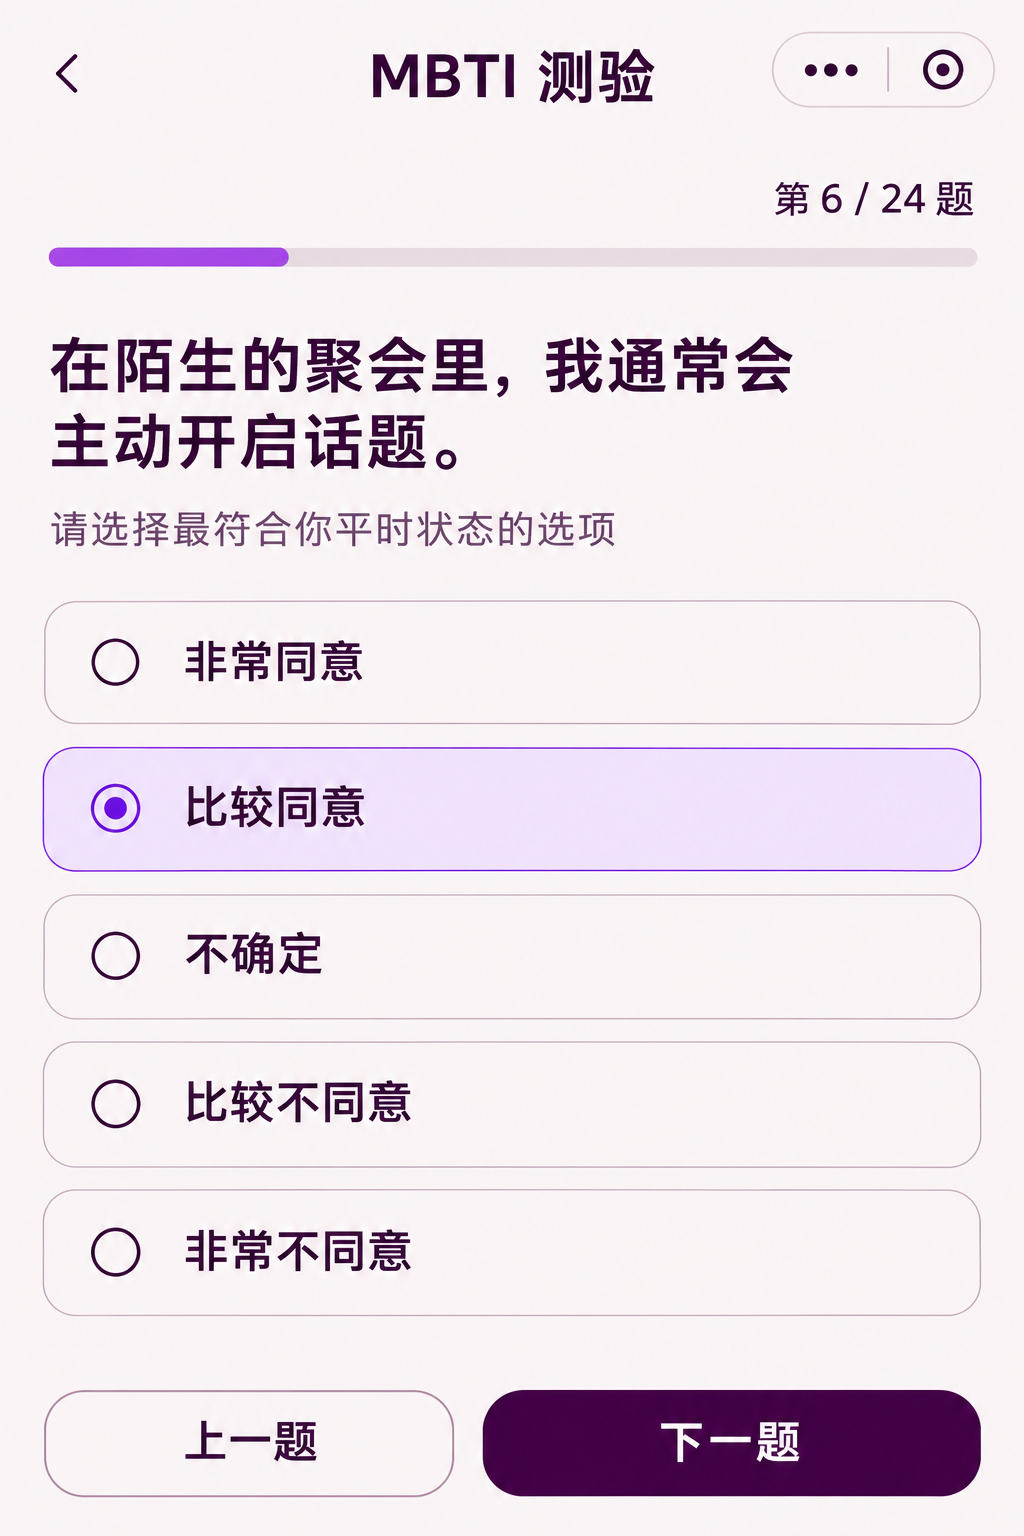 MBTI 测验
第 6 / 24 题
在陌生的聚会里，我通常会
主动开启话题。
请选择最符合你平时状态的选项
非常同意
比较同意
不确定
比较不同意
非常不同意
上一题
下一题